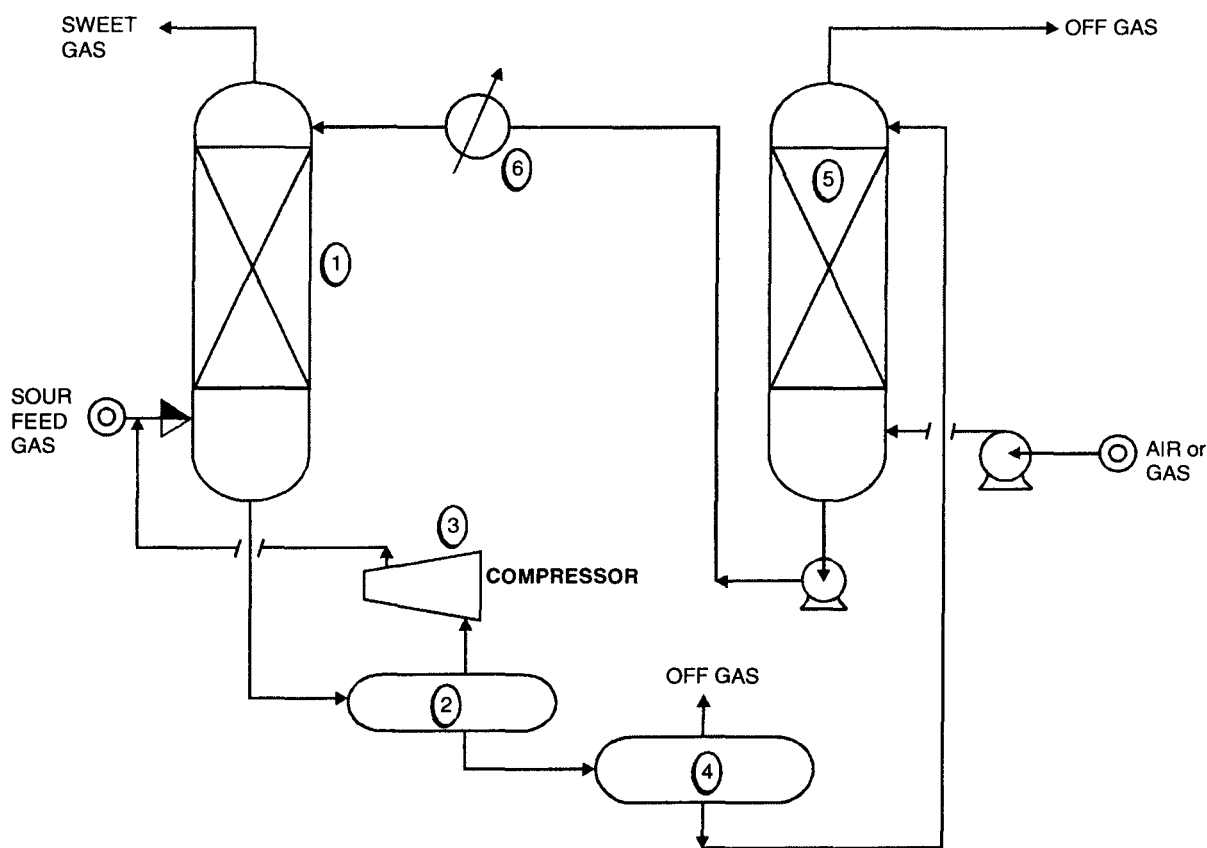 SWEET
GAS
OFF GAS
6
5
1
SOUR
FEED
GAS
AIR or
GAS
3
COMPRESSOR
OFF GAS
2
4